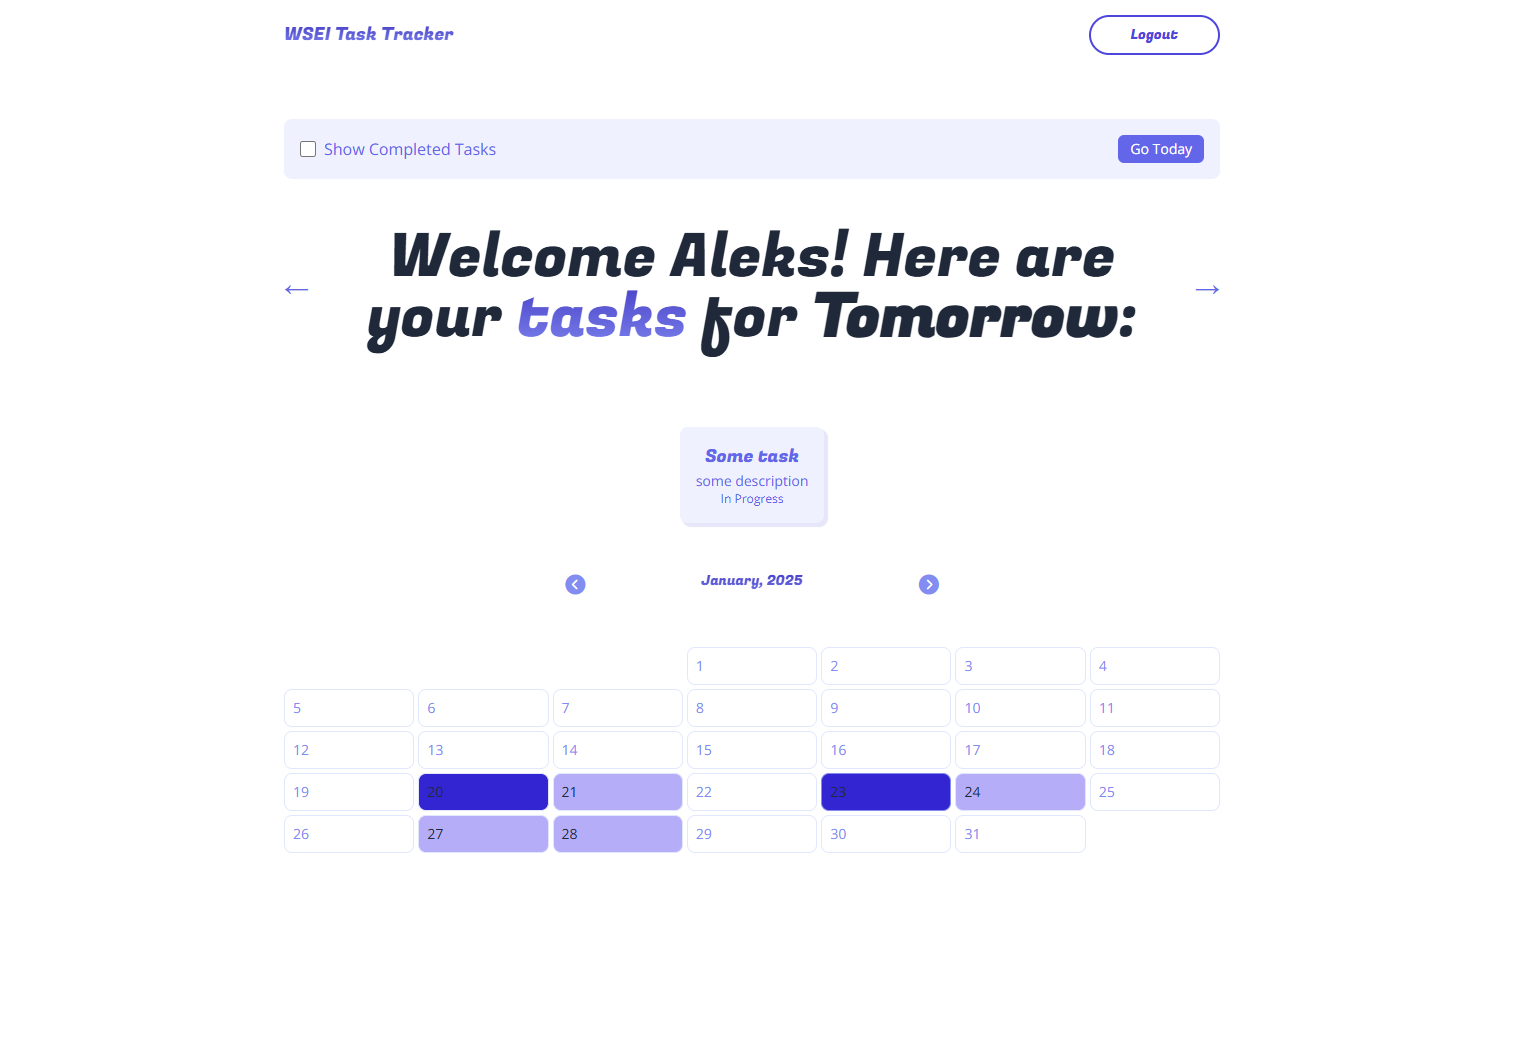 WSEI Task Tracker
Logout
Show Completed Tasks
Go Today
Welcome Aleks! Here are
your tasks for Tomorrow:
←
→
Some task
some description
In Progress
January, 2025
1 2 3 4
5 6 7 8 9 10 11
12 13 14 15 16 17 18
19 20 21 22 23 24 25
26 27 28 29 30 31